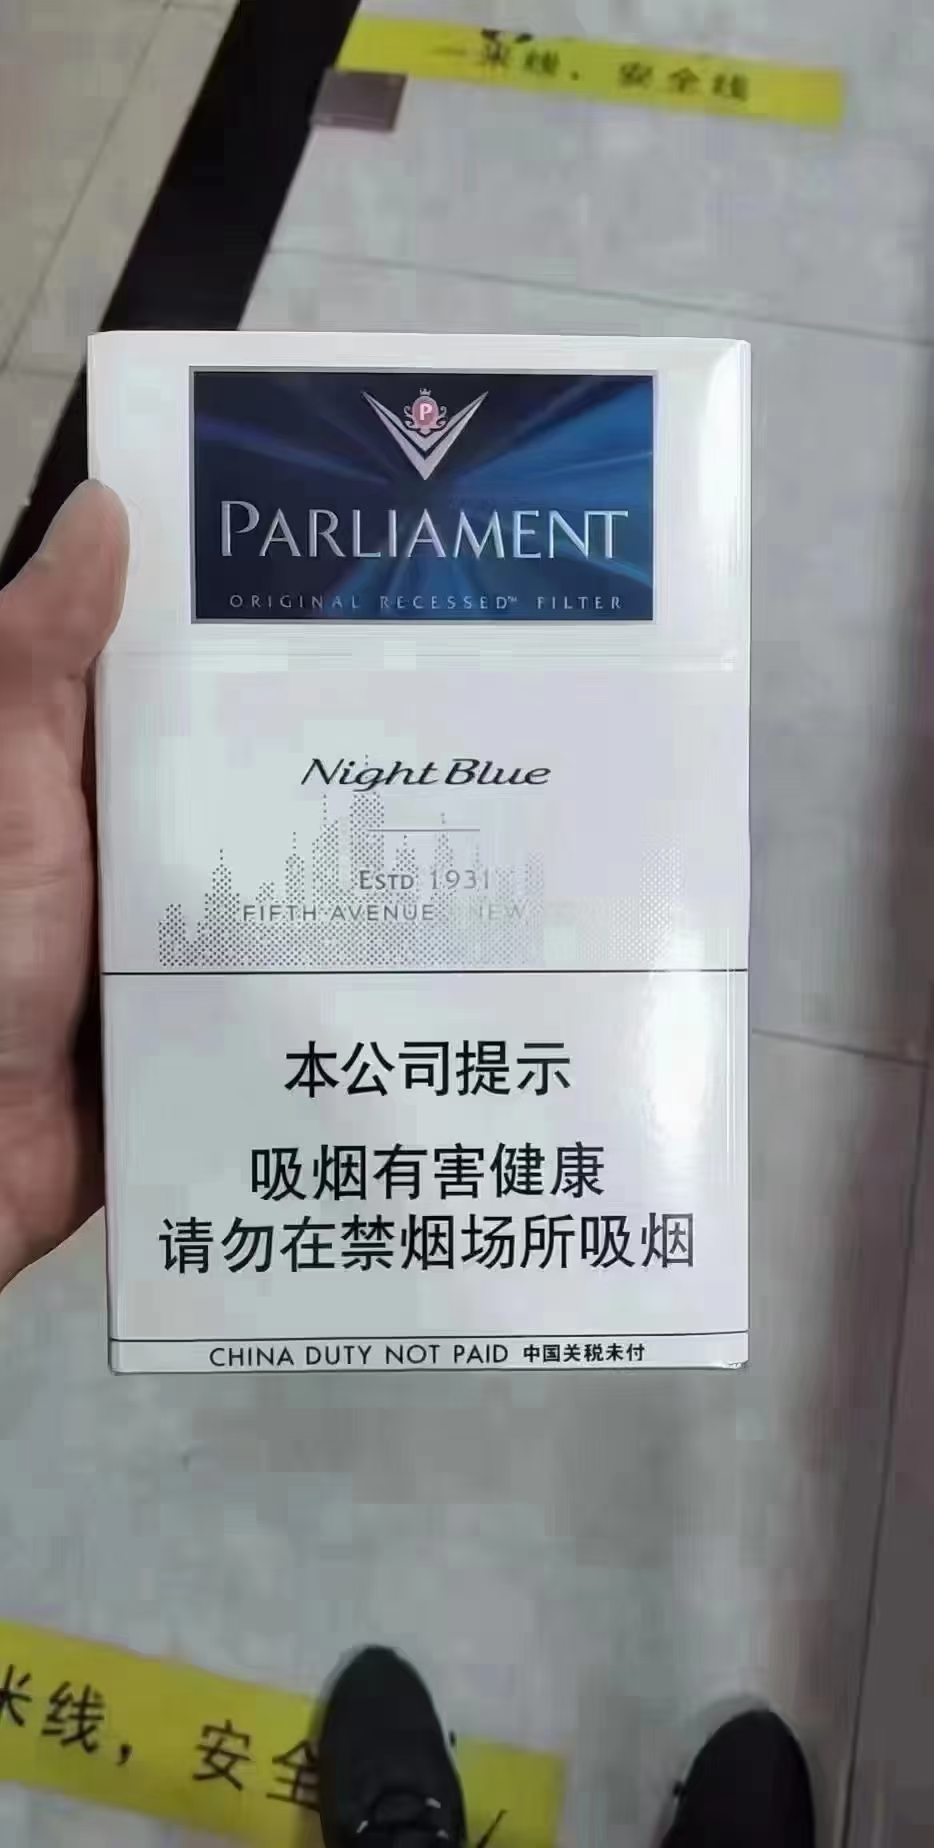 一米线，安全线
P
PARLIAMENT
ORIGINAL RECESSED™ FILTER
Night Blue
ESTD 1931
FIFTH AVENUE NEW
本公司提示
吸烟有害健康
请勿在禁烟场所吸烟
CHINA DUTY NOT PAID 中国关税未付
米线，安全